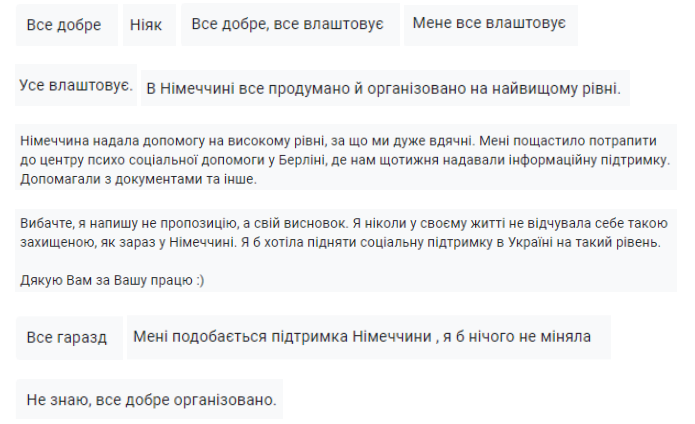 Все добре
Ніяк
Все добре, все влаштовує
Мене все влаштовує
Усе влаштовує.
В Німеччині все продумано й організовано на найвищому рівні.
Німеччина надала допомогу на високому рівні, за що ми дуже вдячні. Мені пощастило потрапити
до центру психо соціальної допомоги у Берліні, де нам щотижня надавали інформаційну підтримку.
Допомагали з документами та інше.
Вибачте, я напишу не пропозицію, а свій висновок. Я ніколи у своєму житті не відчувала себе такою
захищеною, як зараз у Німеччині. Я б хотіла підняти соціальну підтримку в Україні на такий рівень.
Дякую Вам за Вашу працю :)
Все гаразд
Мені подобається підтримка Німеччини , я б нічого не міняла
Не знаю, все добре організовано.